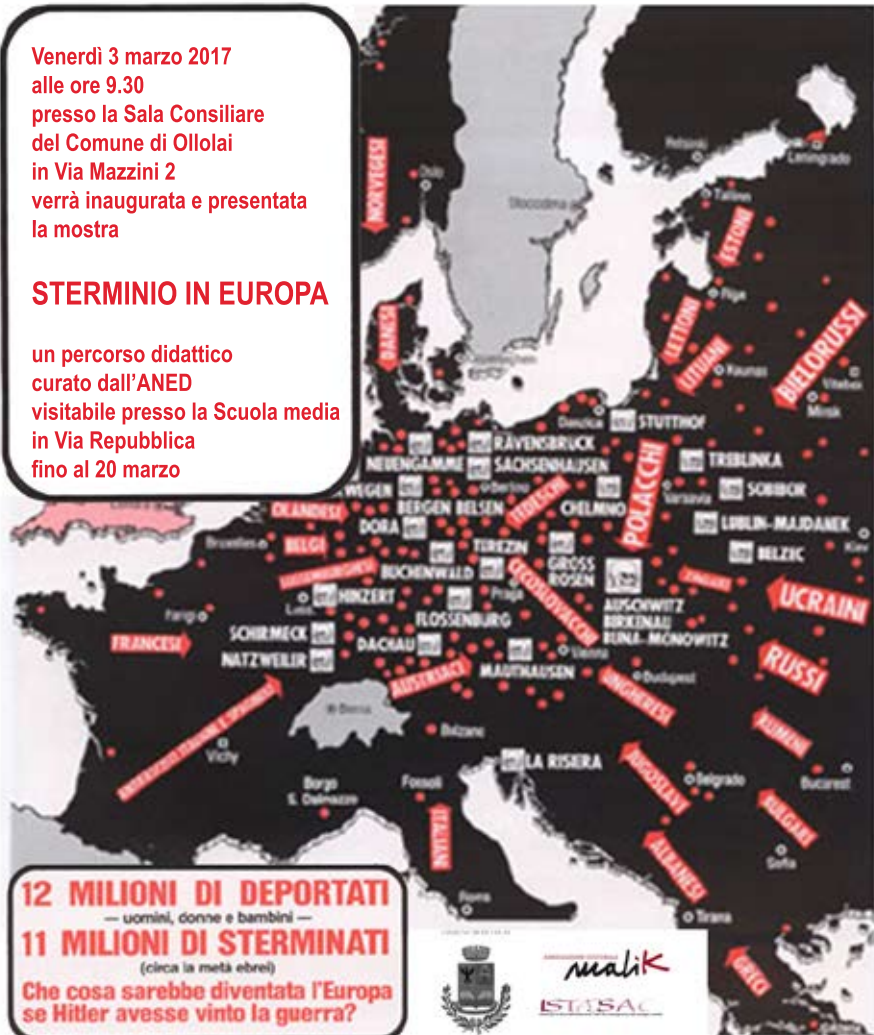 Venerdì 3 marzo 2017
alle ore 9.30
presso la Sala Consiliare
del Comune di Ollolai
in Via Mazzini 2
verrà inaugurata e presentata
la mostra
STERMINIO IN EUROPA
un percorso didattico
curato dall'ANED
visitabile presso la Scuola media
in Via Repubblica
fino al 20 marzo
NORVEGESI
Oslo
Stoccolma
Helsinki
Leningrado
Tallinn
ESTONI
Riga
LETTONI
LITUANI
Kaunas
BIELORUSSI
Vitebsk
Minsk
DANESI
Danzica
STUTTHOF
RAVENSBRUCK
NEUENGAMME
SACHSENHAUSEN
POLACCHI
TREBLINKA
WEGEN
Berlino
Varsavia
SOBIBOR
OLANDESI
BERGEN BELSEN
TEDESCHI
CHELMNO
DORA
LUBLIN-MAJDANEK
Kiev
Bruxelles
BELGI
TEREZIN
BELZEC
LUSSEMBURGHESI
BUCHENWALD
GROSS
ROSEN
ZINGARI
HINZERT
Praga
CECOSLOVACCHI
UCRAINI
Parigi
FLOSSENBURG
AUSCHWITZ
BIRKENAU
BUNA-MONOWITZ
FRANCESI
SCHIRMECK
DACHAU
Vienna
NATZWEILER
AUSTRIACI
MAUTHAUSEN
Budapest
UNGHERESI
RUSSI
Berna
Bolzano
RUMENI
ANTIFASCISTI ITALIANI E SPAGNOLI
Vichy
LA RISIERA
JUGOSLAVI
Belgrado
Bucarest
Borgo
S. Dalmazzo
Fossoli
ITALIANI
BULGARI
Sofia
ALBANESI
Roma
Tirana
GRECI
12 MILIONI DI DEPORTATI
— uomini, donne e bambini —
11 MILIONI DI STERMINATI
(circa la metà ebrei)
Che cosa sarebbe diventata l'Europa
se Hitler avesse vinto la guerra?
maliK
ISTASAC